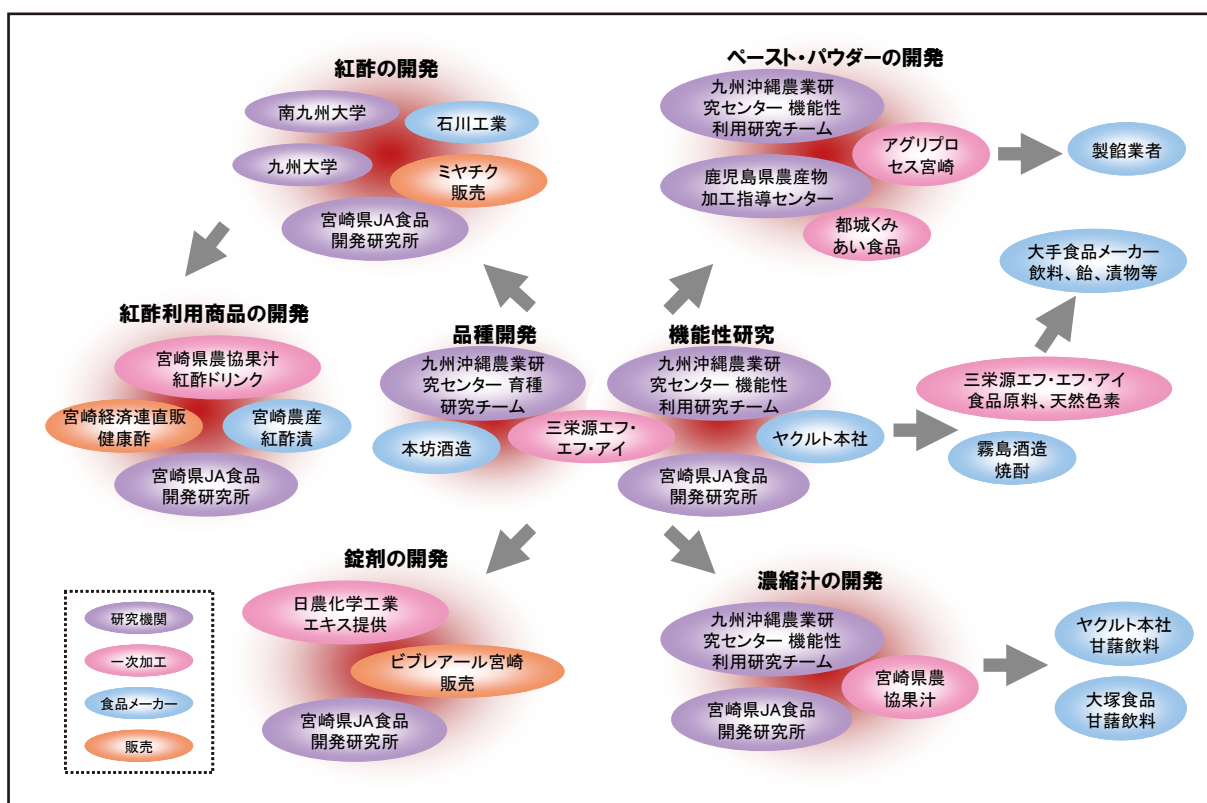 紅酢の開発
南九州大学
石川工業
九州大学
ミヤチク
販売
宮崎県JA食品
開発研究所
ペースト・パウダーの開発
九州沖縄農業研
究センター 機能性
利用研究チーム
アグリプロ
セス宮崎
製餡業者
鹿児島県農産物
加工指導センター
都城くみ
あい食品
大手食品メーカー
飲料、飴、漬物等
紅酢利用商品の開発
宮崎県農協果汁
紅酢ドリンク
宮崎経済連直販
健康酢
宮崎農産
紅酢漬
宮崎県JA食品
開発研究所
品種開発
九州沖縄農業研
究センター 育種
研究チーム
本坊酒造
三栄源エフ・
エフ・アイ
機能性研究
九州沖縄農業研
究センター 機能性
利用研究チーム
ヤクルト本社
宮崎県JA食品
開発研究所
三栄源エフ・エフ・アイ
食品原料、天然色素
霧島酒造
焼酎
錠剤の開発
日農化学工業
エキス提供
ビブレアール宮崎
販売
宮崎県JA食品
開発研究所
濃縮汁の開発
九州沖縄農業研
究センター 機能性
利用研究チーム
宮崎県農
協果汁
宮崎県JA食品
開発研究所
ヤクルト本社
甘藷飲料
大塚食品
甘藷飲料
研究機関
一次加工
食品メーカー
販売